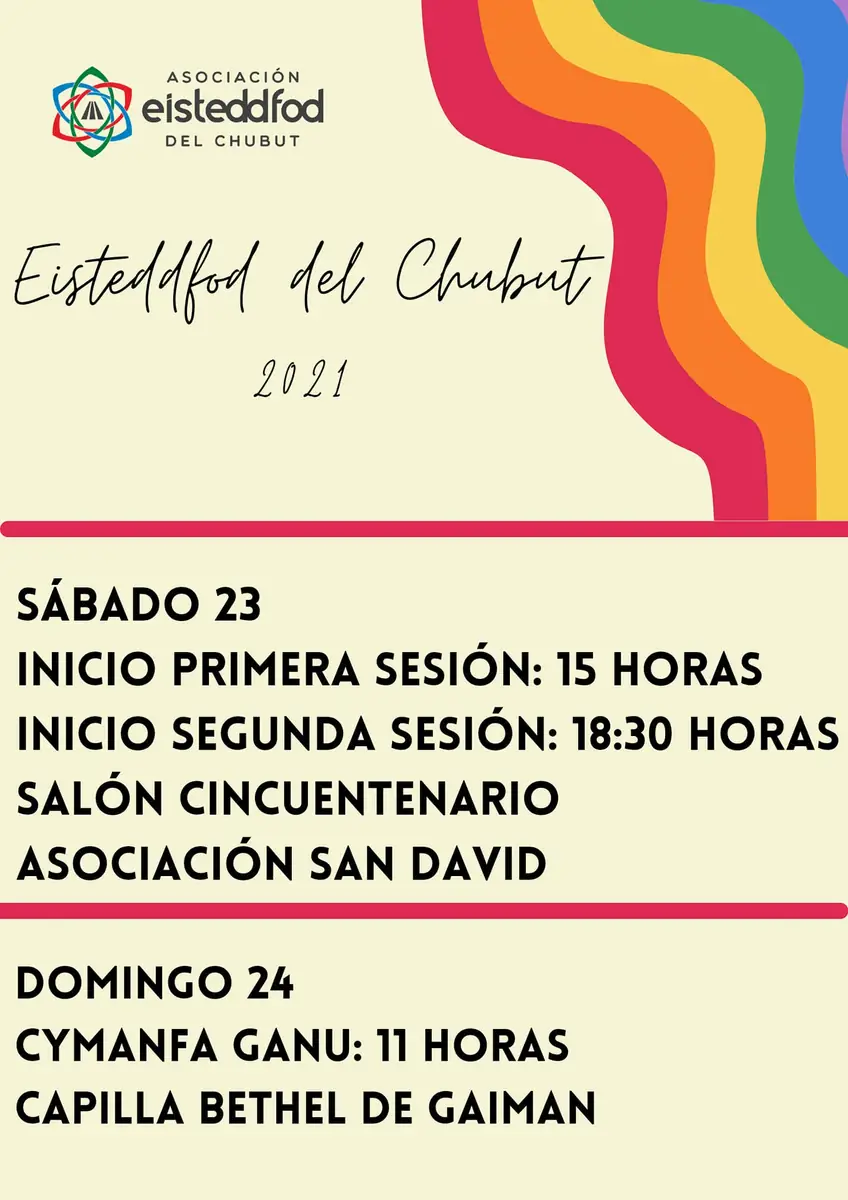 ASOCIACIÓN
eisteddfod
DEL CHUBUT
Eisteddfod del Chubut
2021
SÁBADO 23
INICIO PRIMERA SESIÓN: 15 HORAS
INICIO SEGUNDA SESIÓN: 18:30 HORAS
SALÓN CINCUENTENARIO
ASOCIACIÓN SAN DAVID
DOMINGO 24
CYMANFA GANU: 11 HORAS
CAPILLA BETHEL DE GAIMAN